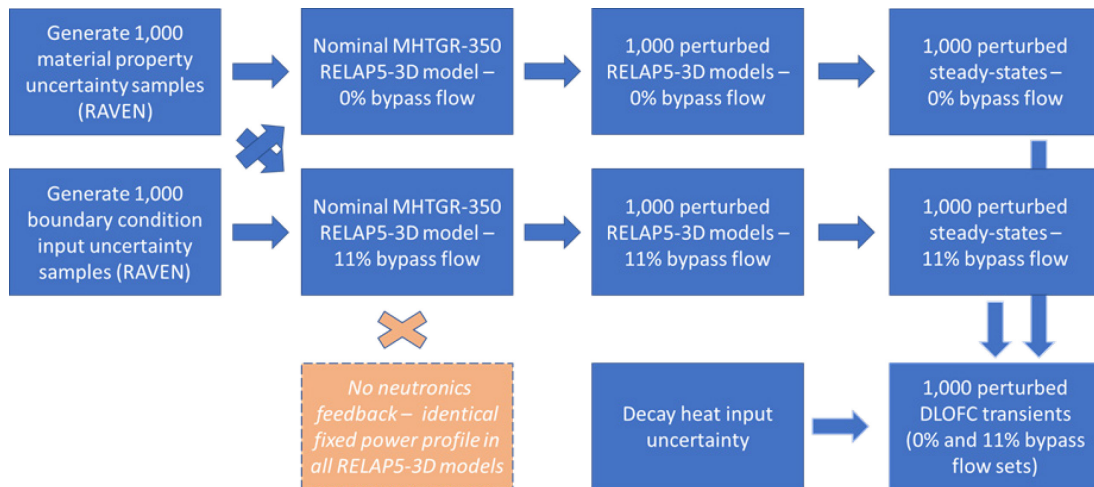 Generate 1,000
material property
uncertainty samples
(RAVEN)
Nominal MHTGR-350
RELAP5-3D model –
0% bypass flow
1,000 perturbed
RELAP5-3D models –
0% bypass flow
1,000 perturbed
steady-states –
0% bypass flow
Generate 1,000
boundary condition
input uncertainty
samples (RAVEN)
Nominal MHTGR-350
RELAP5-3D model –
11% bypass flow
1,000 perturbed
RELAP5-3D models –
11% bypass flow
1,000 perturbed
steady-states –
11% bypass flow
No neutronics
feedback – identical
fixed power profile in
all RELAP5-3D models
Decay heat input
uncertainty
1,000 perturbed
DLOFC transients
(0% and 11% bypass
flow sets)